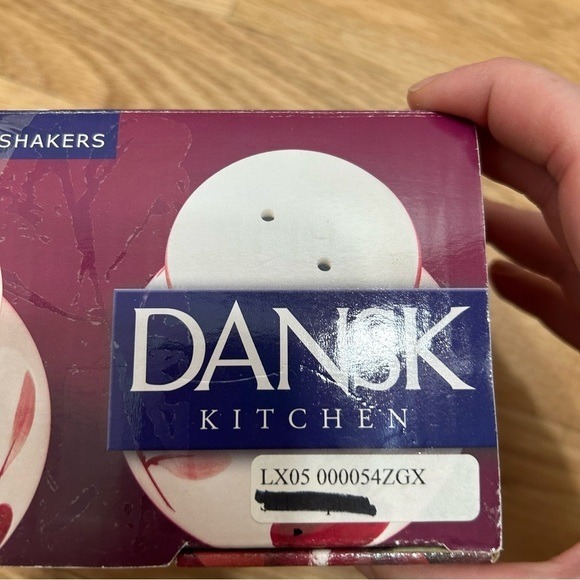 SHAKERS
DANSK
KITCHEN
LX05 000054ZGX